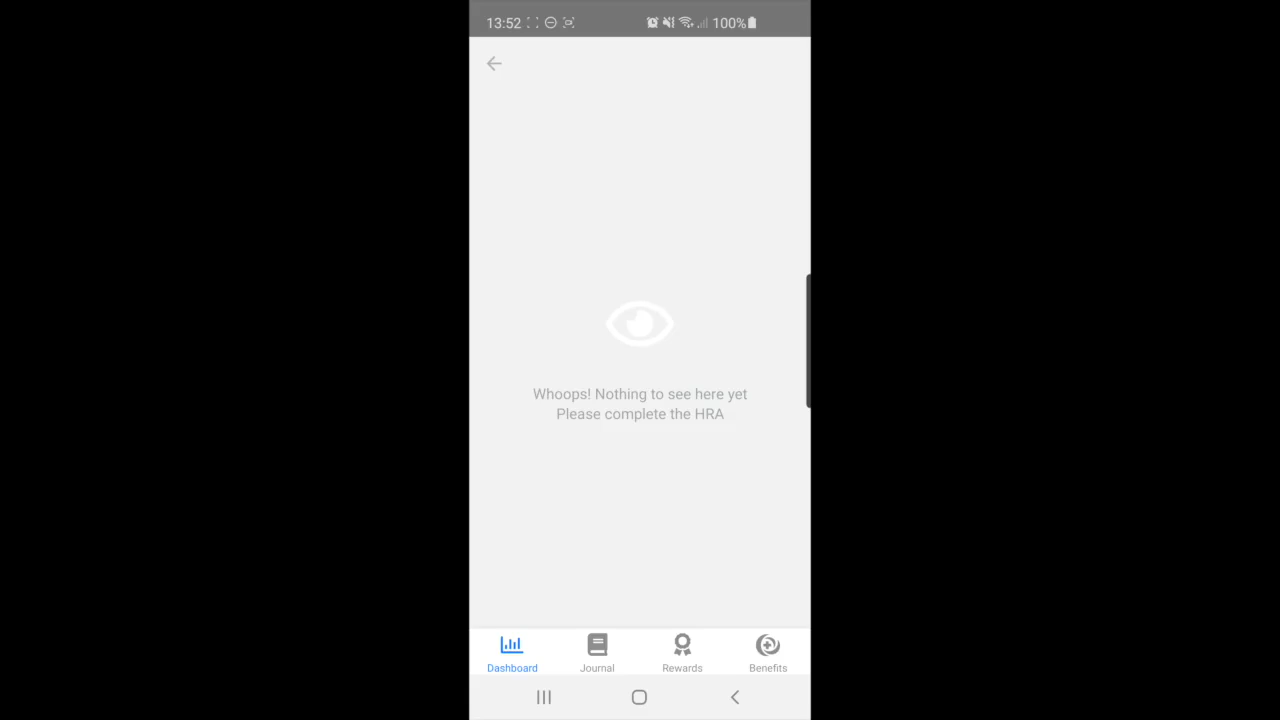 13:52 100%
Whoops! Nothing to see here yet
Please complete the HRA
Dashboard Journal Rewards Benefits